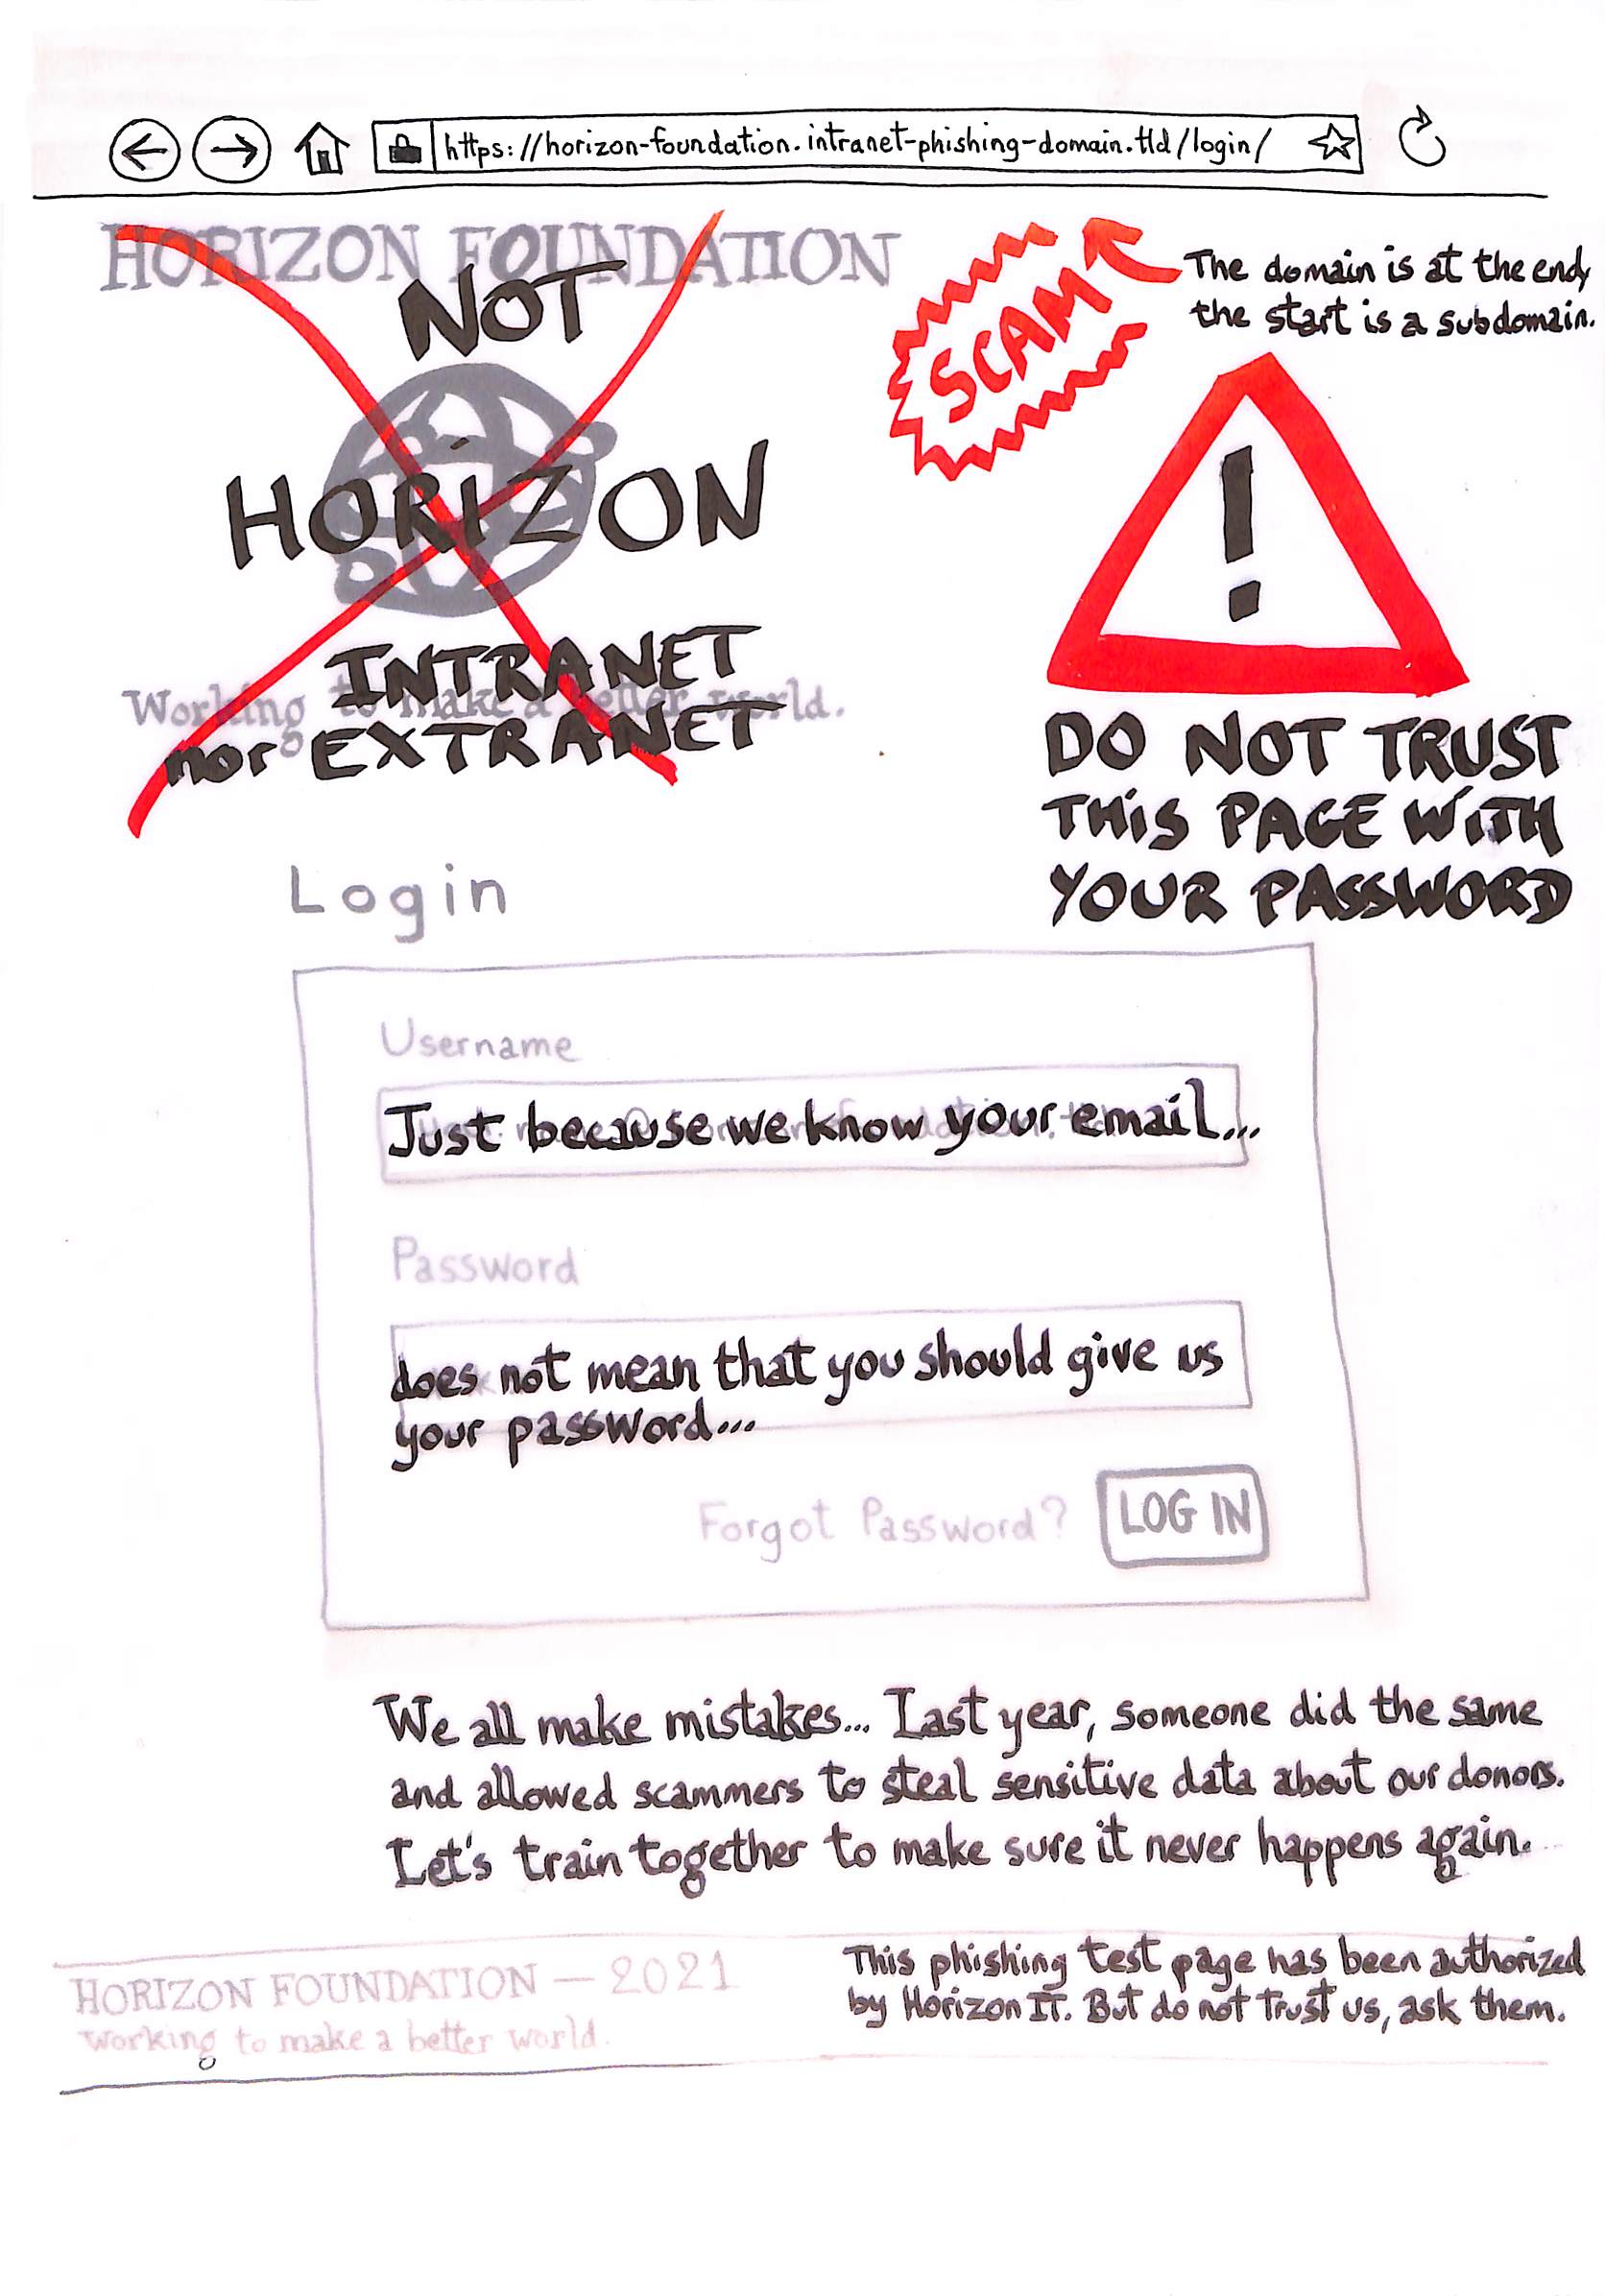 https://horizon-foundation.intranet-phishing-domain.tld/login/
HORIZON FOUNDATION
NOT
HORIZON
INTRANET
nor EXTRANET
Working to make a better world.
SCAM
The domain is at the end,
the start is a subdomain.
!
DO NOT TRUST
THIS PAGE WITH
YOUR PASSWORD
Login
Username
Just because we know your email...
Password
does not mean that you should give us
your password...
Forgot Password?
LOG IN
We all make mistakes... Last year, someone did the same
and allowed scammers to steal sensitive data about our donors.
Let's train together to make sure it never happens again.
HORIZON FOUNDATION — 2021
working to make a better world.
This phishing test page has been authorized
by Horizon IT. But do not trust us, ask them.